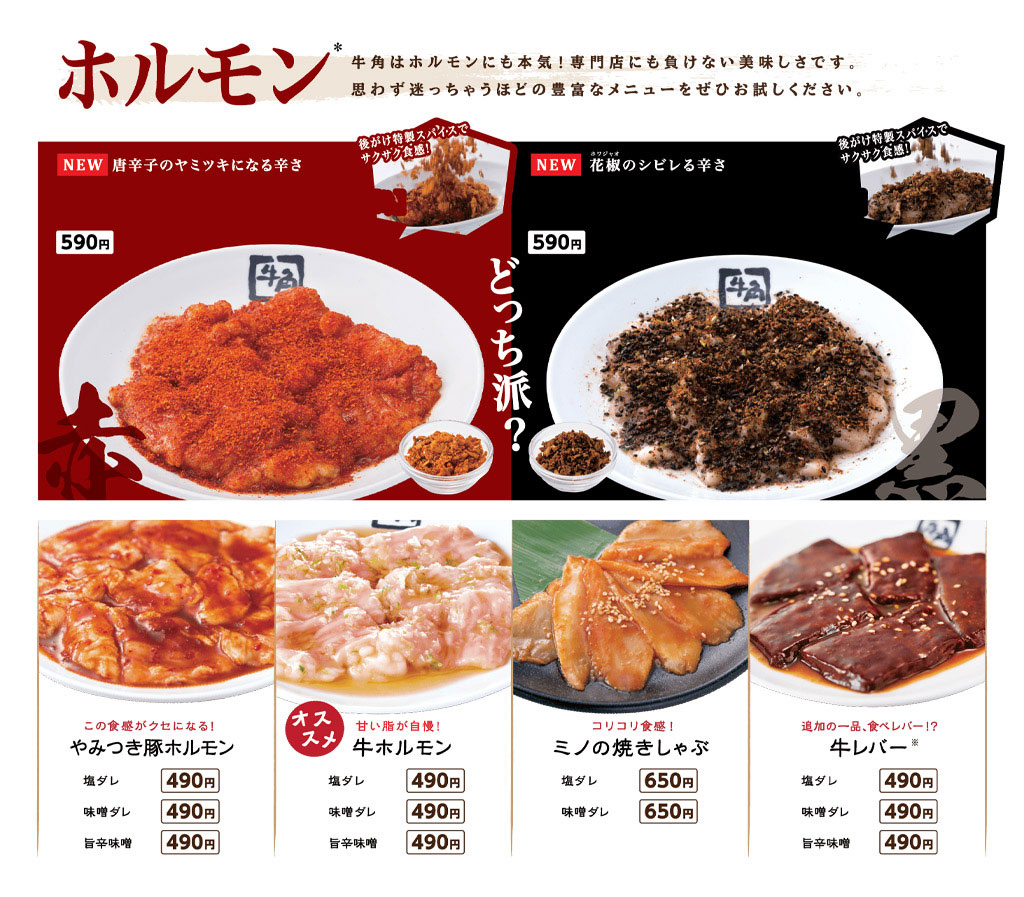 ホルモン*
牛角はホルモンにも本気!専門店にも負けない美味しさです。
思わず迷っちゃうほどの豊富なメニューをぜひお試しください。
NEW 唐辛子のヤミツキになる辛さ
後がけ特製スパイスで
サクサク食感!
590円
牛角
赤
どっち派?
ホワジャオ
NEW 花椒のシビレる辛さ
後がけ特製スパイスで
サクサク食感!
590円
牛角
黒
この食感がクセになる!
やみつき豚ホルモン
塩ダレ 490円
味噌ダレ 490円
旨辛味噌 490円
オス
スメ
甘い脂が自慢!
牛ホルモン
塩ダレ 490円
味噌ダレ 490円
旨辛味噌 490円
コリコリ食感!
ミノの焼きしゃぶ
塩ダレ 650円
味噌ダレ 650円
追加の一品、食べレバー!?
牛レバー※
塩ダレ 490円
味噌ダレ 490円
旨辛味噌 490円